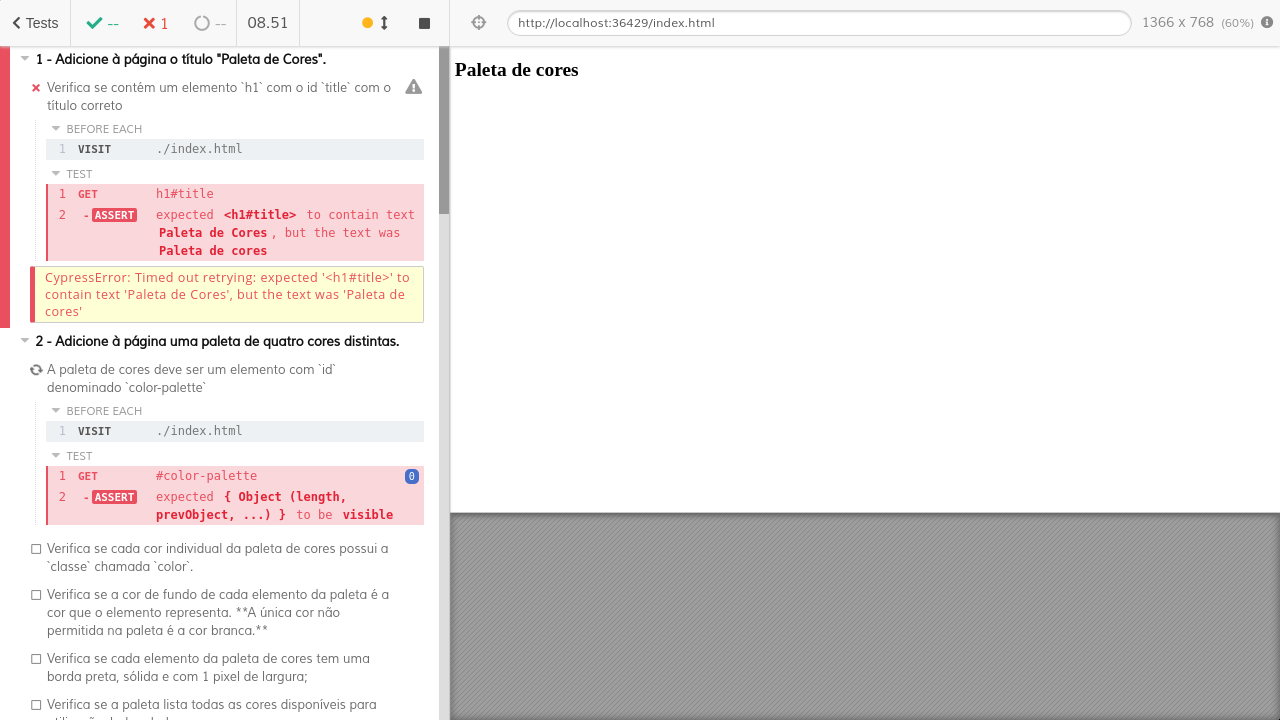 Tests
--
1
--
08.51
http://localhost:36429/index.html
1366 x 768 (60%)
1 - Adicione à página o título "Paleta de Cores".
Verifica se contém um elemento `h1` com o id `title` com o
título correto
BEFORE EACH
1 VISIT ./index.html
TEST
1 GET h1#title
2 -ASSERT expected <h1#title> to contain text
Paleta de Cores, but the text was
Paleta de cores
CypressError: Timed out retrying: expected '<h1#title>' to
contain text 'Paleta de Cores', but the text was 'Paleta de
cores'
2 - Adicione à página uma paleta de quatro cores distintas.
A paleta de cores deve ser um elemento com `id`
denominado `color-palette`
BEFORE EACH
1 VISIT ./index.html
TEST
1 GET #color-palette 0
2 -ASSERT expected { Object (length,
prevObject, ...) } to be visible
Verifica se cada cor individual da paleta de cores possui a
`classe` chamada `color`.
Verifica se a cor de fundo de cada elemento da paleta é a
cor que o elemento representa. **A única cor não
permitida na paleta é a cor branca.**
Verifica se cada elemento da paleta de cores tem uma
borda preta, sólida e com 1 pixel de largura;
Verifica se a paleta lista todas as cores disponíveis para
Paleta de cores